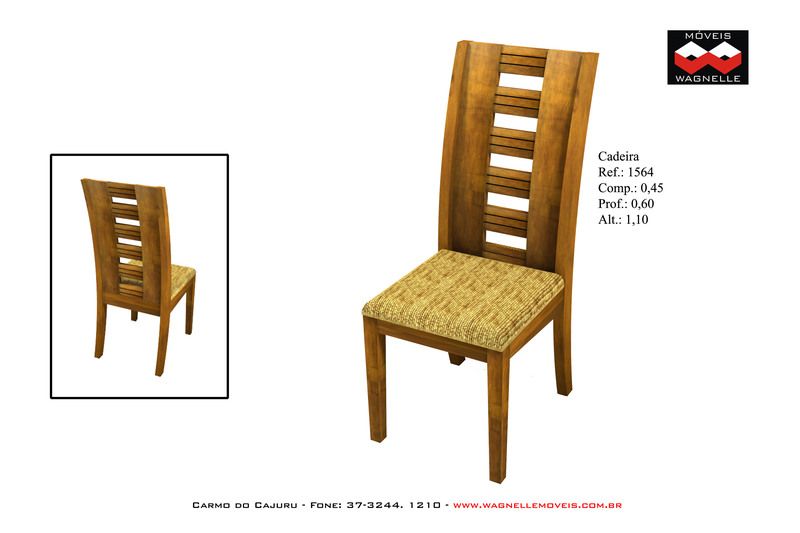 MÓVEIS
WAGNELLE
Cadeira
Ref.: 1564
Comp.: 0,45
Prof.: 0,60
Alt.: 1,10
Carmo do Cajuru - Fone: 37-3244. 1210 - www.wagnellemoveis.com.br